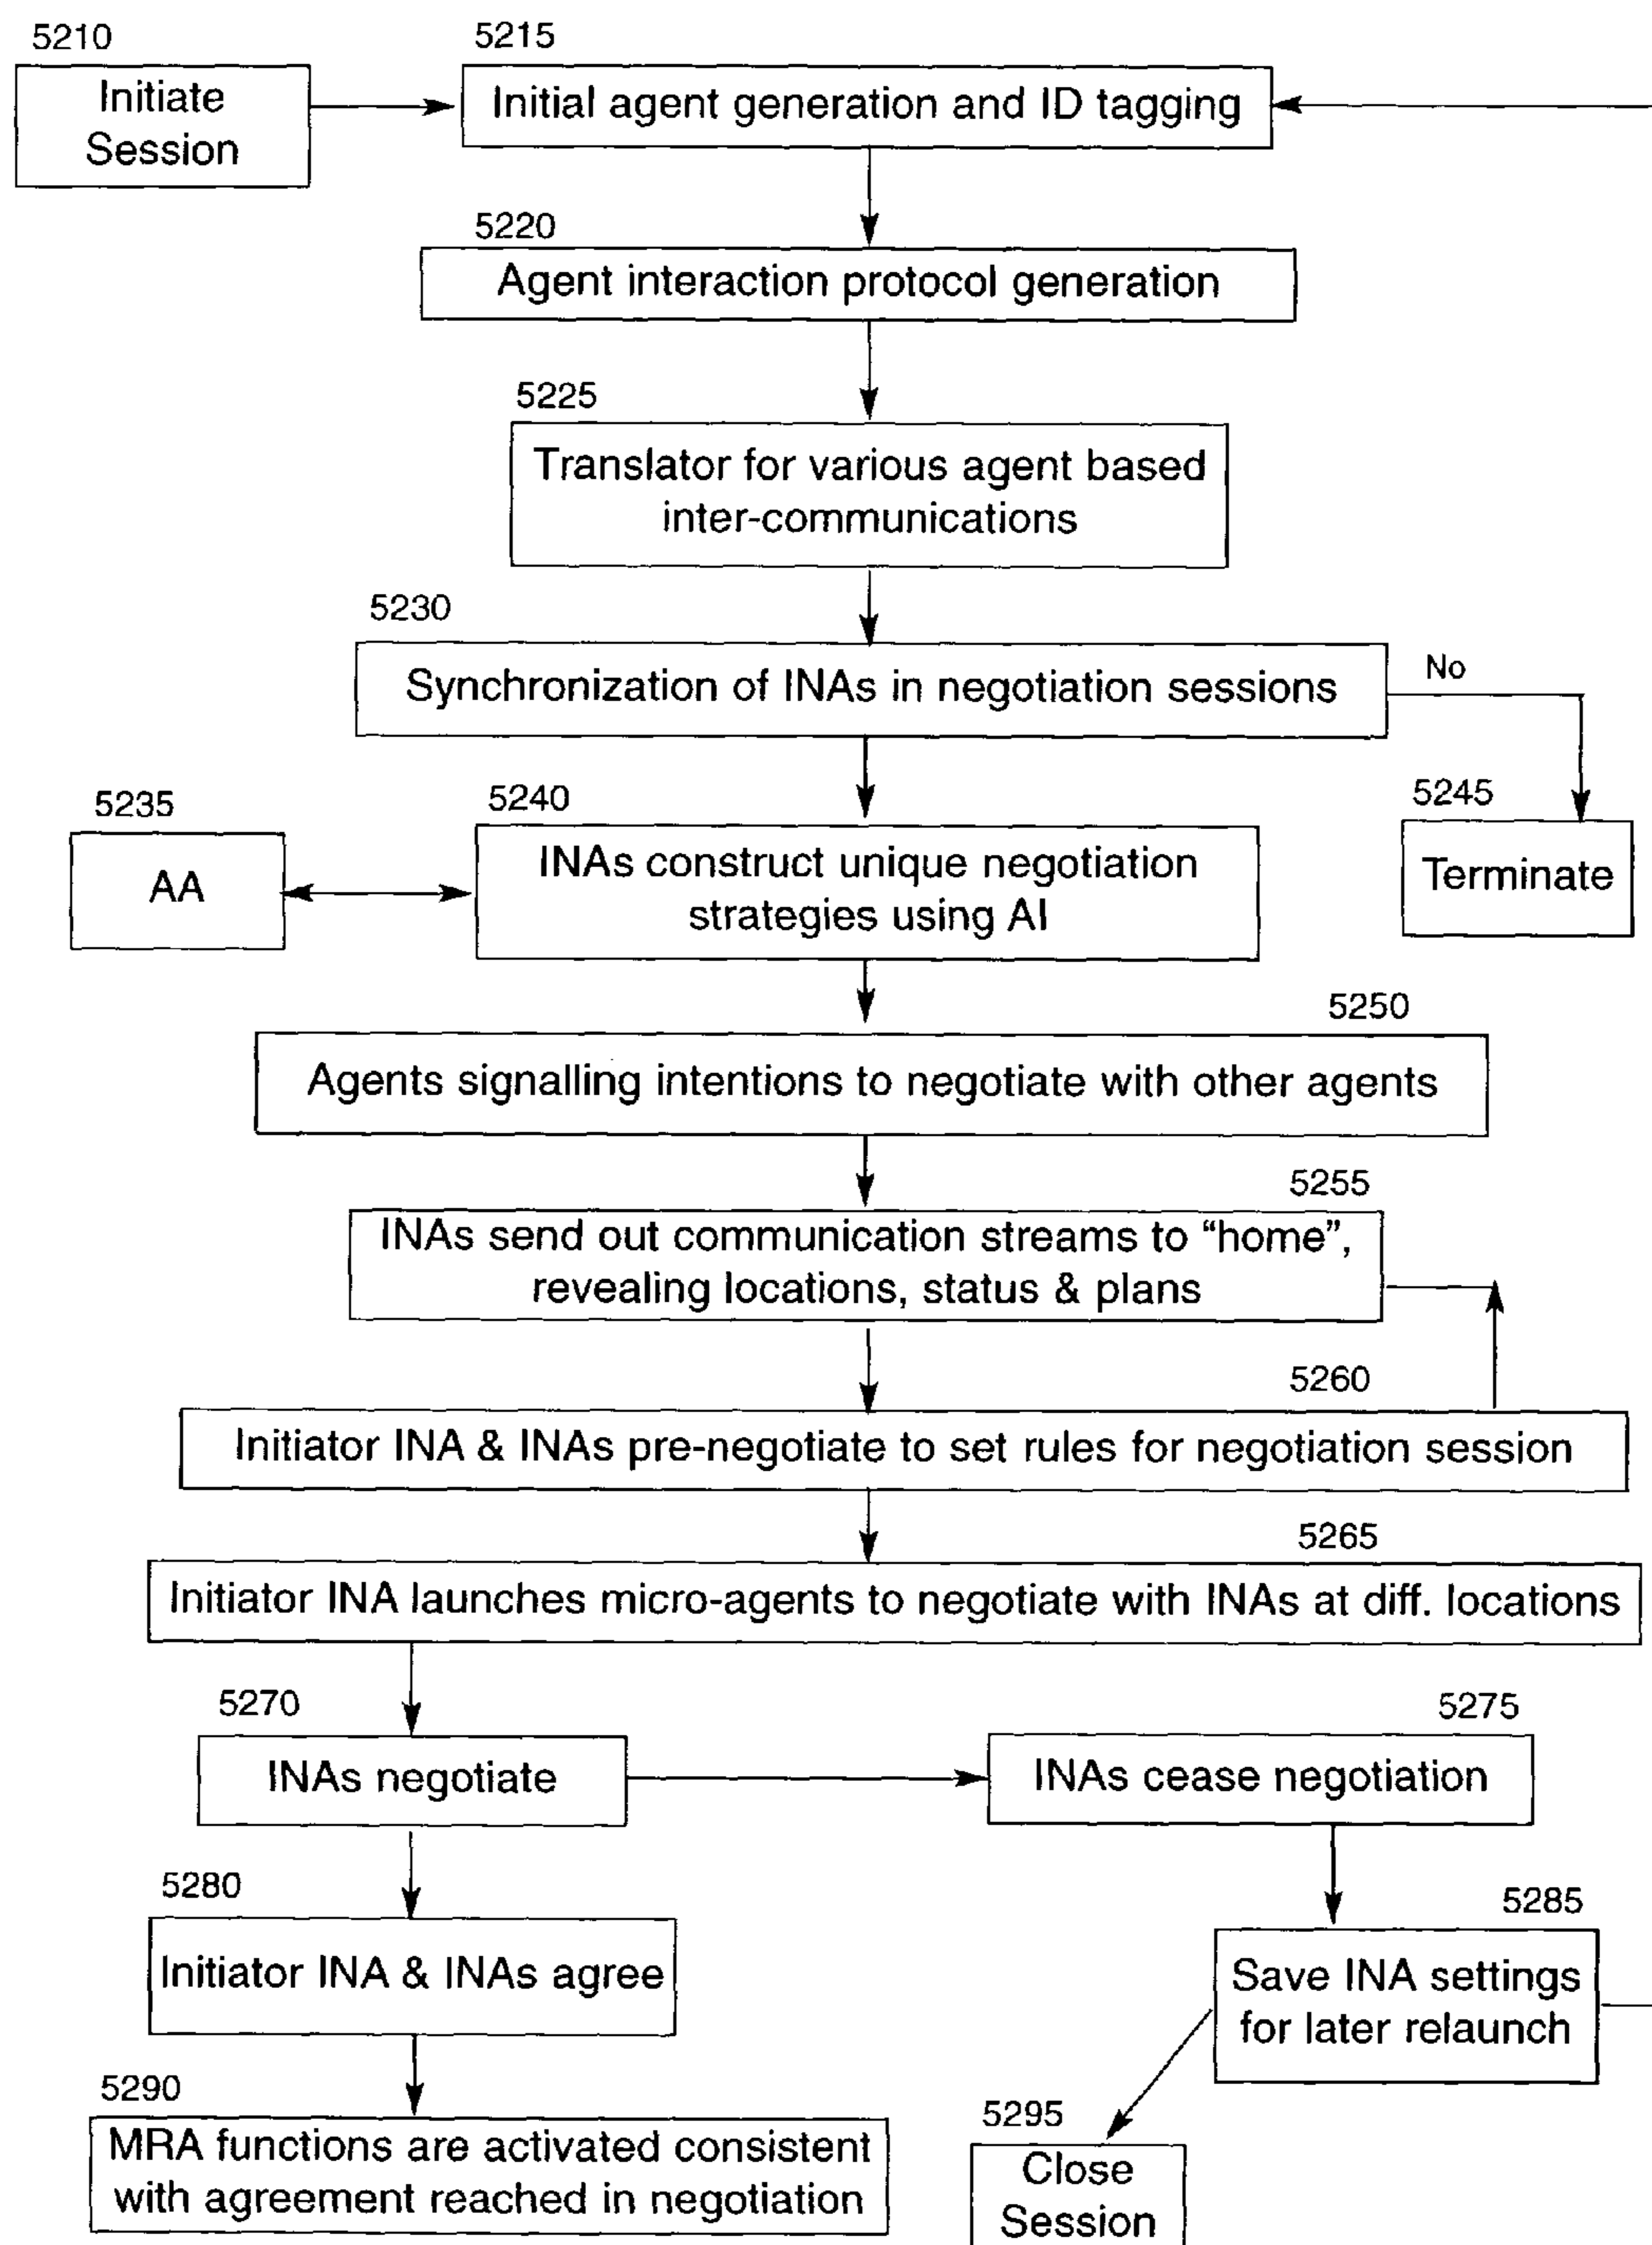 5210
Initiate
Session
5215
Initial agent generation and ID tagging
5220
Agent interaction protocol generation
5225
Translator for various agent based
inter-communications
5230
Synchronization of INAs in negotiation sessions
No
5235
AA
5240
INAs construct unique negotiation
strategies using AI
5245
Terminate
5250
Agents signalling intentions to negotiate with other agents
5255
INAs send out communication streams to “home”,
revealing locations, status & plans
5260
Initiator INA & INAs pre-negotiate to set rules for negotiation session
5265
Initiator INA launches micro-agents to negotiate with INAs at diff. locations
5270
INAs negotiate
5275
INAs cease negotiation
5280
Initiator INA & INAs agree
5285
Save INA settings
for later relaunch
5290
MRA functions are activated consistent
with agreement reached in negotiation
5295
Close
Session